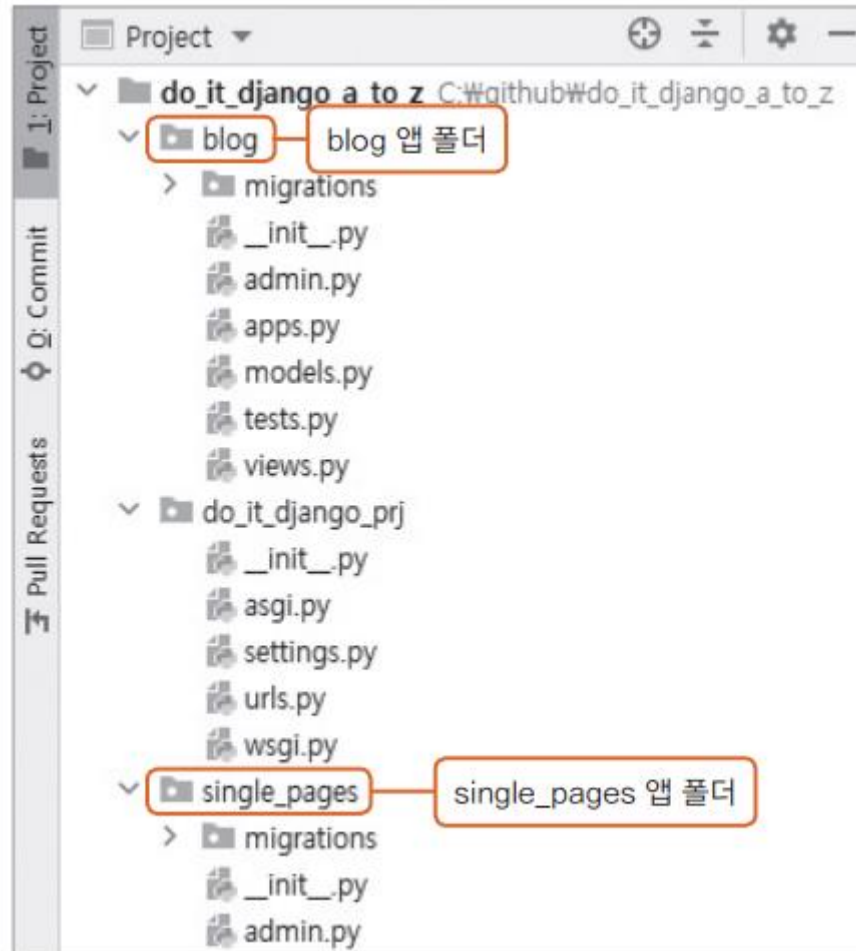 Project
do_it_django_a_to_z C:₩github₩do_it_django_a_to_z
blog
blog 앱 폴더
migrations
__init__.py
admin.py
apps.py
models.py
tests.py
views.py
do_it_django_prj
__init__.py
asgi.py
settings.py
urls.py
wsgi.py
single_pages
single_pages 앱 폴더
migrations
__init__.py
admin.py
1: Project
0: Commit
Pull Requests